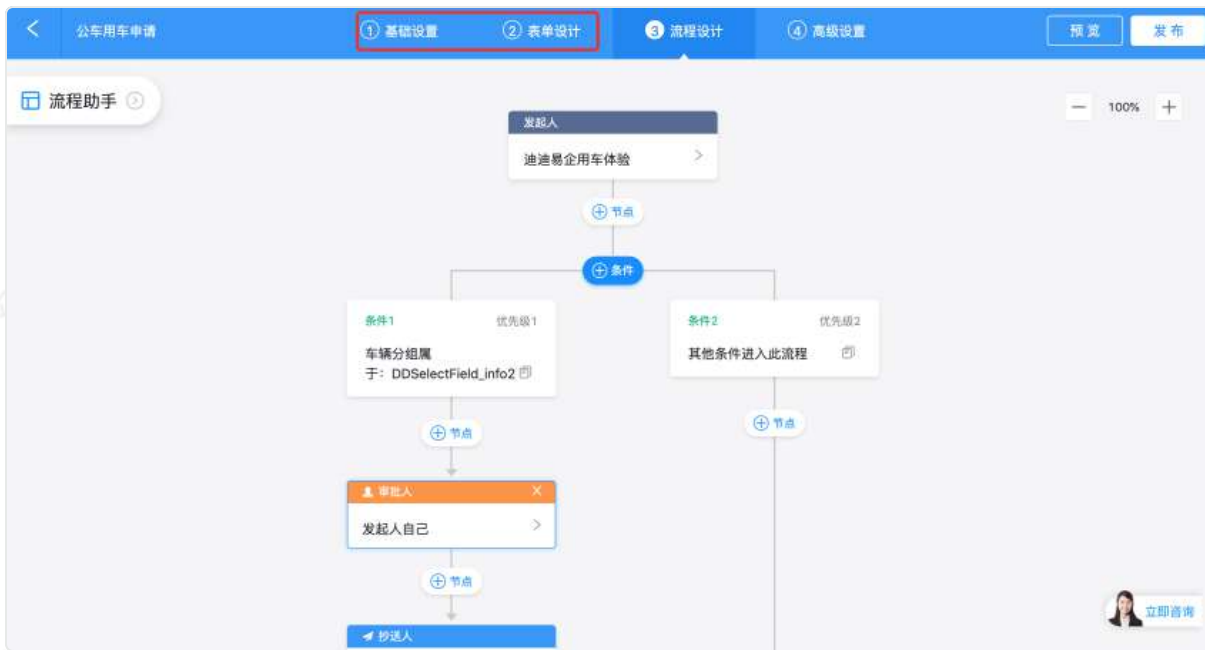 公车用车申请
① 基础设置
② 表单设计
③ 流程设计
④ 高级设置
预览
发布
流程助手
100%
发起人
迪迪易企用车体验
节点
条件
条件1 优先级1
车辆分组属
于：DDSelectField_info2
条件2 优先级2
其他条件进入此流程
节点
节点
审批人
发起人自己
节点
抄送人
立即咨询